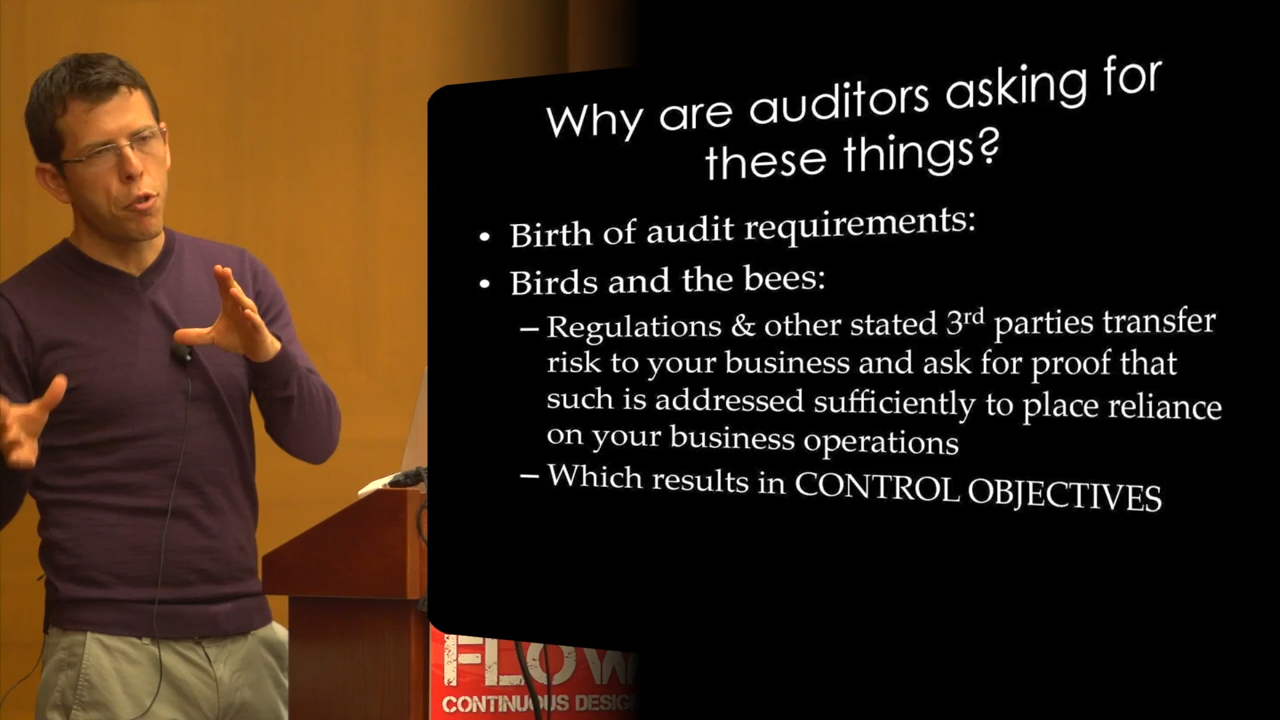 Why are auditors asking for
these things?
• Birth of audit requirements:
• Birds and the bees:
– Regulations & other stated 3rd parties transfer
risk to your business and ask for proof that
such is addressed sufficiently to place reliance
on your business operations
– Which results in CONTROL OBJECTIVES
FLOW
CONTINUOUS DESIG